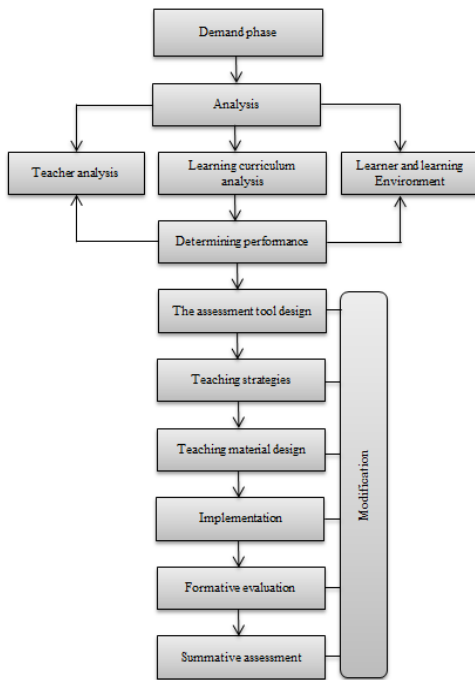 Demand phase
Analysis
Teacher analysis
Learning curriculum
analysis
Learner and learning
Environment
Determining performance
The assessment tool design
Teaching strategies
Teaching material design
Implementation
Formative evaluation
Summative assessment
Modification